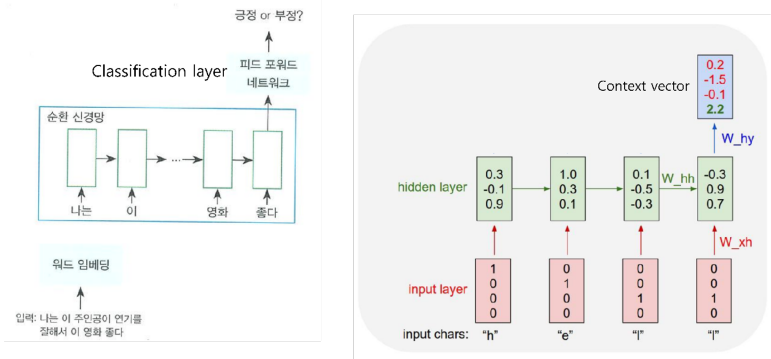 긍정 or 부정?
Classification layer
피드 포워드
네트워크
순환 신경망
...
나는 이 영화 좋다
워드 임베딩
입력: 나는 이 주인공이 연기를
잘해서 이 영화 좋다
Context vector
0.2
-1.5
-0.1
2.2
W_hy
hidden layer
0.3
-0.1
0.9
1.0
0.3
0.1
0.1
-0.5
-0.3
W_hh
-0.3
0.9
0.7
W_xh
input layer
1
0
0
0
0
1
0
0
0
0
1
0
0
0
1
0
input chars: "h" "e" "l" "l"